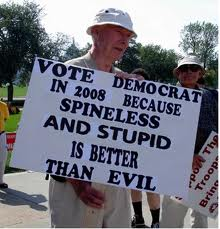 VOTE DEMOCRAT
IN 2008 BECAUSE
SPINELESS
AND STUPID
IS BETTER
THAN EVIL